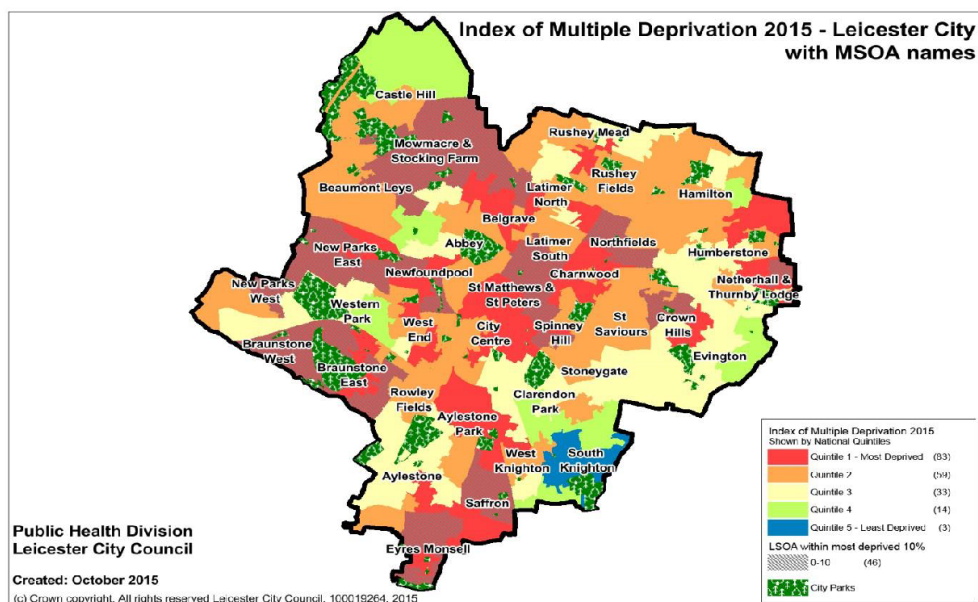 Index of Multiple Deprivation 2015 - Leicester City
with MSOA names
Castle Hill
Rushey Mead
Mowmacre &
Stocking Farm
Rushey
Fields
Beaumont Leys
Latimer
North
Hamilton
Belgrave
New Parks
East
Abbey
Latimer
South
Northfields
Humberstone
Newfoundpool
Charnwood
New Parks
West
Netherhall &
Thurnby Lodge
St Matthews &
St Peters
Western
Park
West
End
City
Centre
Spinney
Hill
St
Saviours
Crown
Hills
Braunstone
West
Evington
Braunstone
East
Stoneygate
Rowley
Fields
Clarendon
Park
Aylestone
Park
West
Knighton
South
Knighton
Aylestone
Saffron
Eyres Monsell
Index of Multiple Deprivation 2015
Shown by National Quintiles
Quintile 1 - Most Deprived (83)
Quintile 2 (59)
Quintile 3 (33)
Quintile 4 (14)
Quintile 5 - Least Deprived (3)
LSOA within most deprived 10%
0-10 (46)
City Parks
Public Health Division
Leicester City Council
Created: October 2015
(c) Crown copyright. All rights reserved Leicester City Council. 100019264. 2015